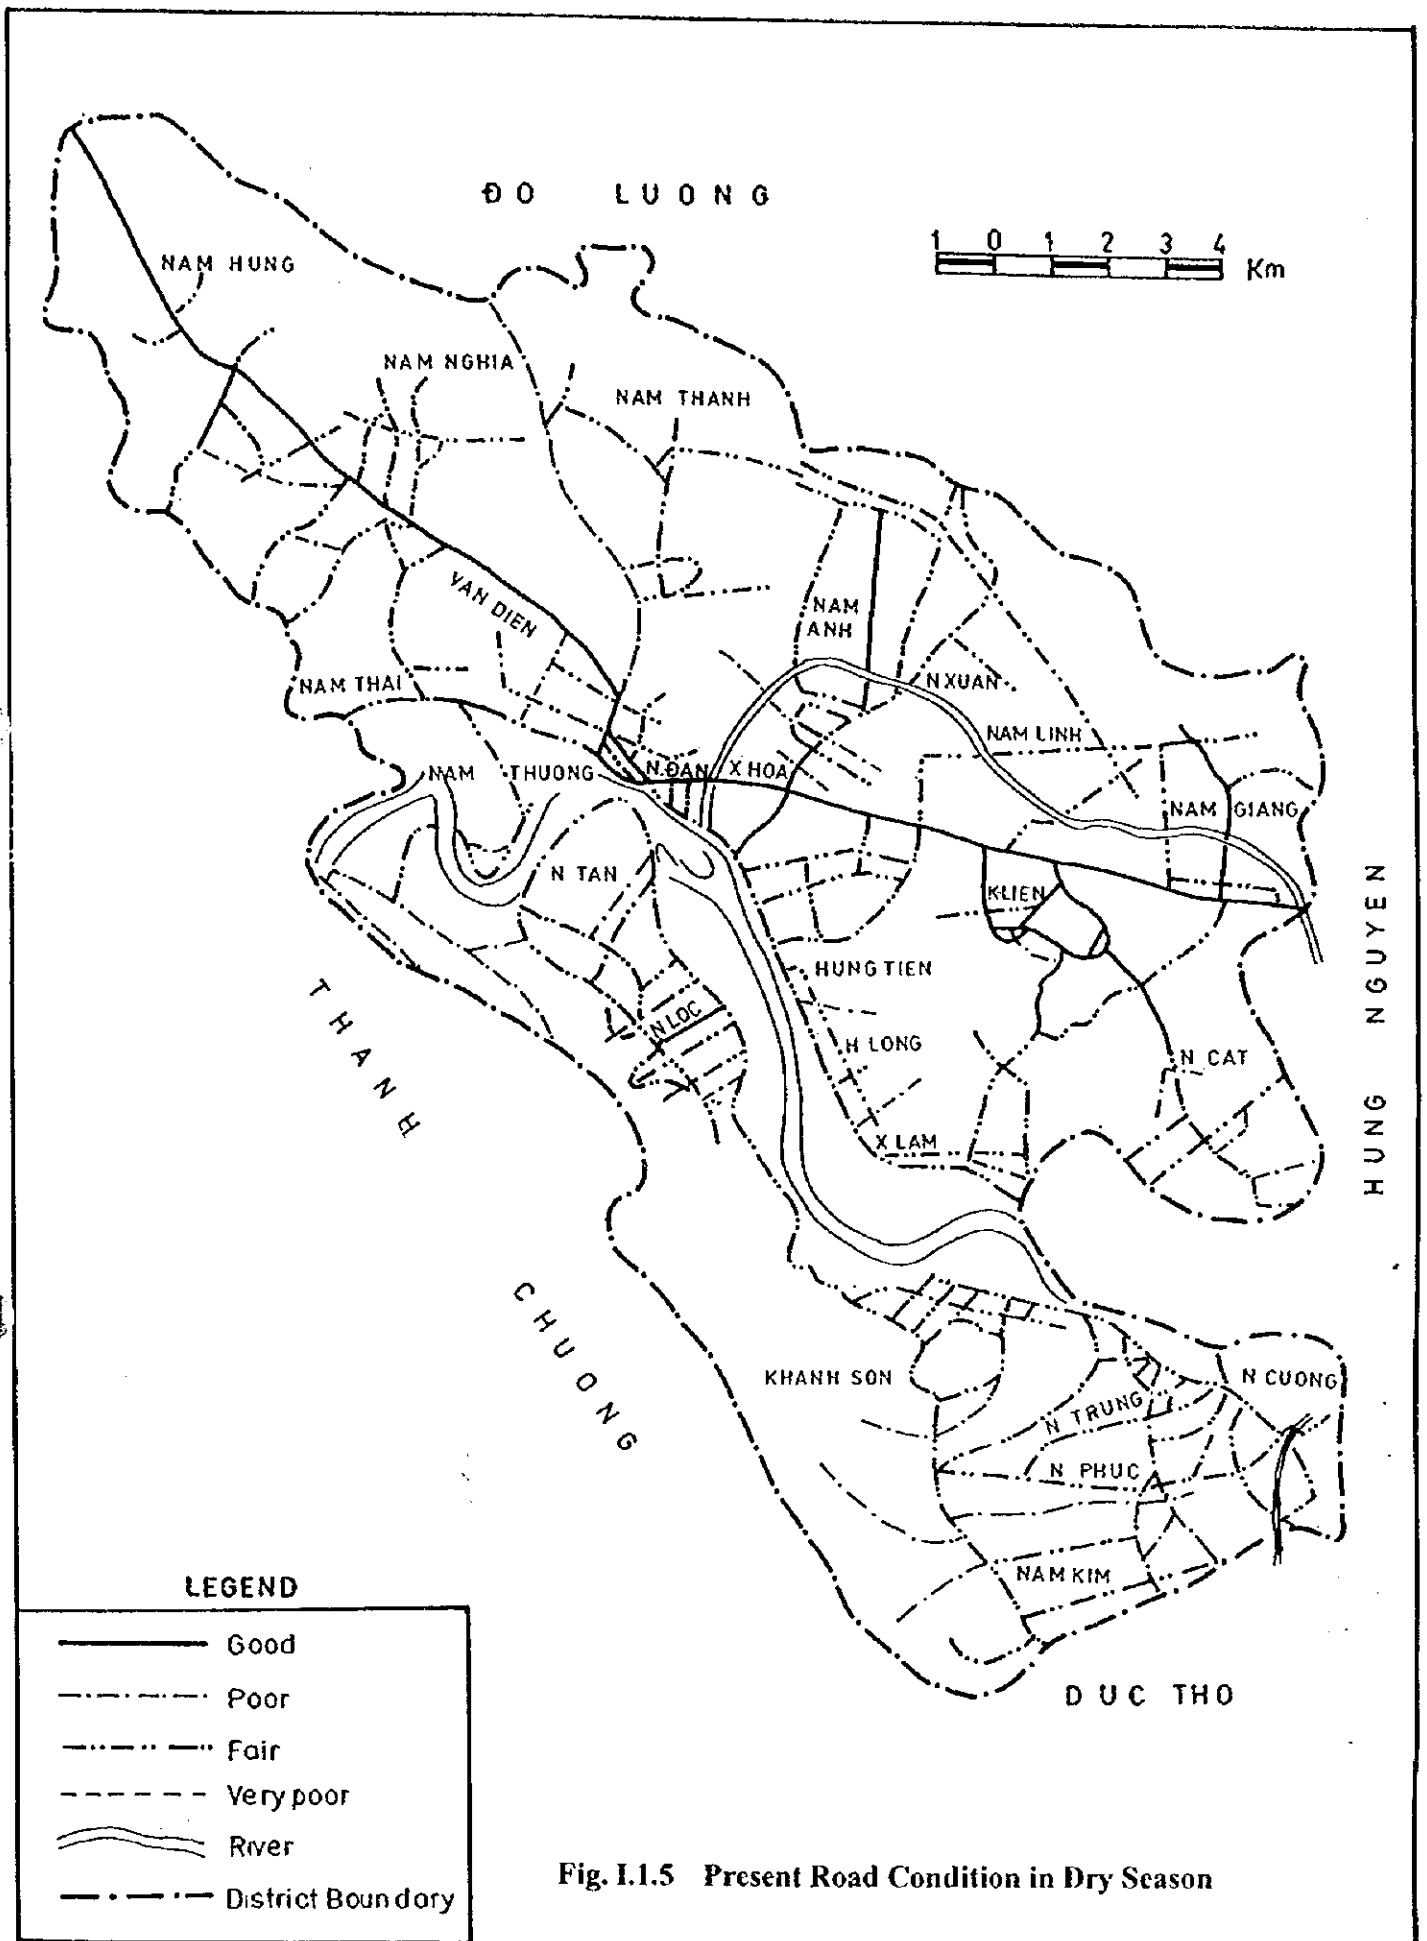 ĐO LUONG
1 0 1 2 3 4
Km
NAM HUNG
NAM NGHIA
NAM THANH
VAN DIEN
NAM
ANH
NAM THAI
N XUAN
NAM LINH
NAM THUONG
N.ĐAN
X HOA
NAM GIANG
N TAN
K.LIEN
HUNG TIEN
N LOC
H LONG
N CAT
X LAM
HUNG NGUYEN
THANH CHUONG
KHANH SON
N CUONG
N TRUNG
N PHUC
NAM KIM
DUC THO
LEGEND
Good
Poor
Fair
Very poor
River
District Boundary
Fig. I.1.5 Present Road Condition in Dry Season